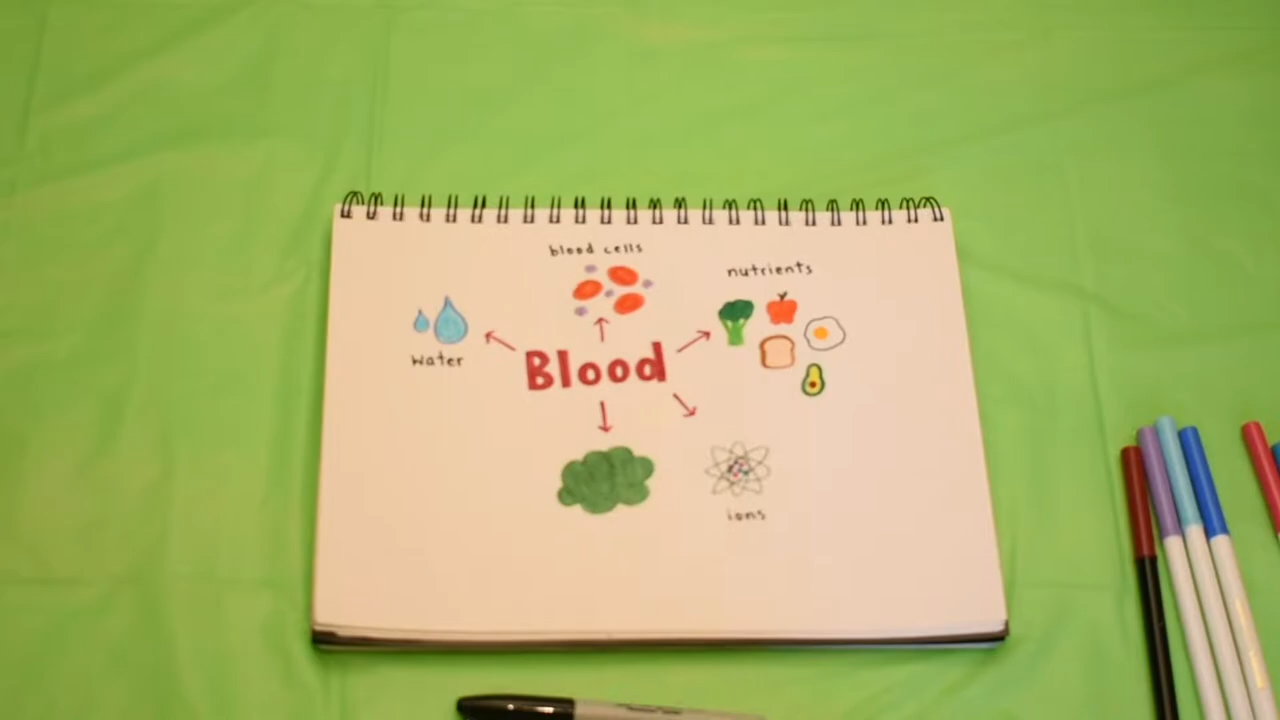 blood cells
nutrients
water
Blood
ions